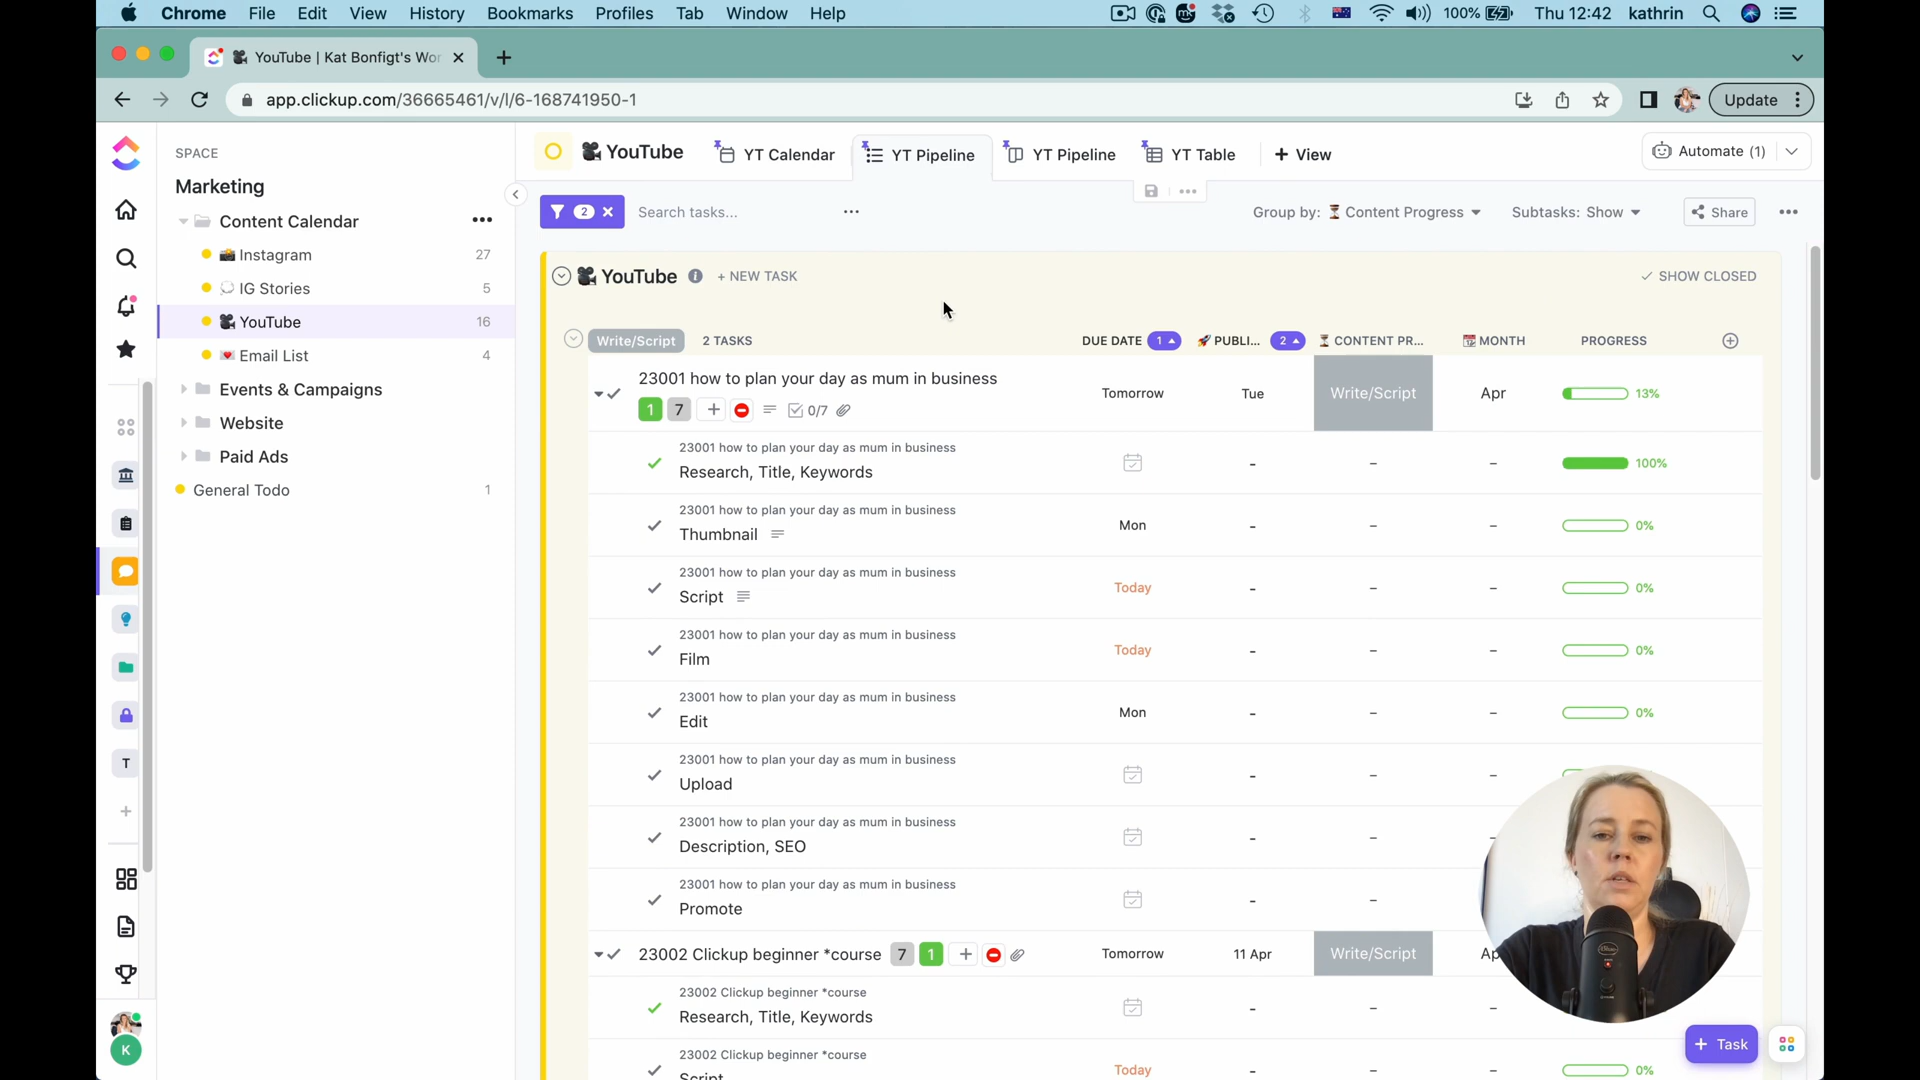 Chrome File Edit View History Bookmarks Profiles Tab Window Help 100% Thu 12:42 kathrin
YouTube | Kat Bonfigt's Wor
app.clickup.com/36665461/v/l/6-168741950-1 Update
SPACE
Marketing
Content Calendar
Instagram 27
IG Stories 5
YouTube 16
Email List 4
Events & Campaigns
Website
Paid Ads
General Todo 1
T
K
YouTube YT Calendar YT Pipeline YT Pipeline YT Table + View Automate (1)
2 Search tasks... Group by: Content Progress Subtasks: Show Share
YouTube + NEW TASK SHOW CLOSED
Write/Script 2 TASKS DUE DATE 1 PUBLI... 2 CONTENT PR... MONTH PROGRESS
23001 how to plan your day as mum in business Tomorrow Tue Write/Script Apr 13%
1 7 0/7
23001 how to plan your day as mum in business
Research, Title, Keywords - – – 100%
23001 how to plan your day as mum in business
Thumbnail Mon - – – 0%
23001 how to plan your day as mum in business
Script Today - – – 0%
23001 how to plan your day as mum in business
Film Today - – – 0%
23001 how to plan your day as mum in business
Edit Mon - – – 0%
23001 how to plan your day as mum in business
Upload - – –
23001 how to plan your day as mum in business
Description, SEO - –
23001 how to plan your day as mum in business
Promote - –
23002 Clickup beginner *course 7 1 Tomorrow 11 Apr Write/Script
23002 Clickup beginner *course
Research, Title, Keywords - – –
23002 Clickup beginner *course
Script Today - – – 0%
+ Task